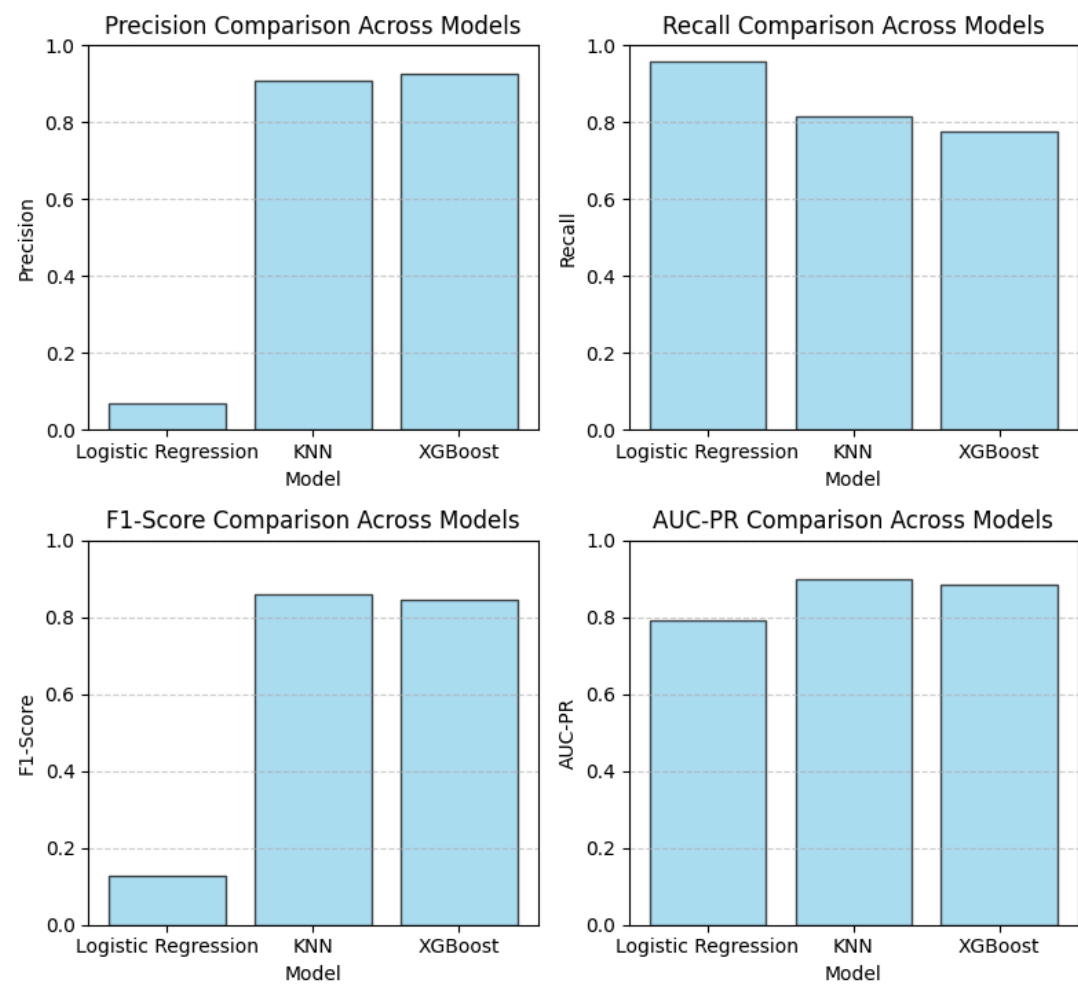 Precision Comparison Across Models
1.0
0.8
0.6
0.4
0.2
0.0
Precision
Logistic Regression KNN XGBoost
Model
Recall Comparison Across Models
1.0
0.8
0.6
0.4
0.2
0.0
Recall
Logistic Regression KNN XGBoost
Model
F1-Score Comparison Across Models
1.0
0.8
0.6
0.4
0.2
0.0
F1-Score
Logistic Regression KNN XGBoost
Model
AUC-PR Comparison Across Models
1.0
0.8
0.6
0.4
0.2
0.0
AUC-PR
Logistic Regression KNN XGBoost
Model